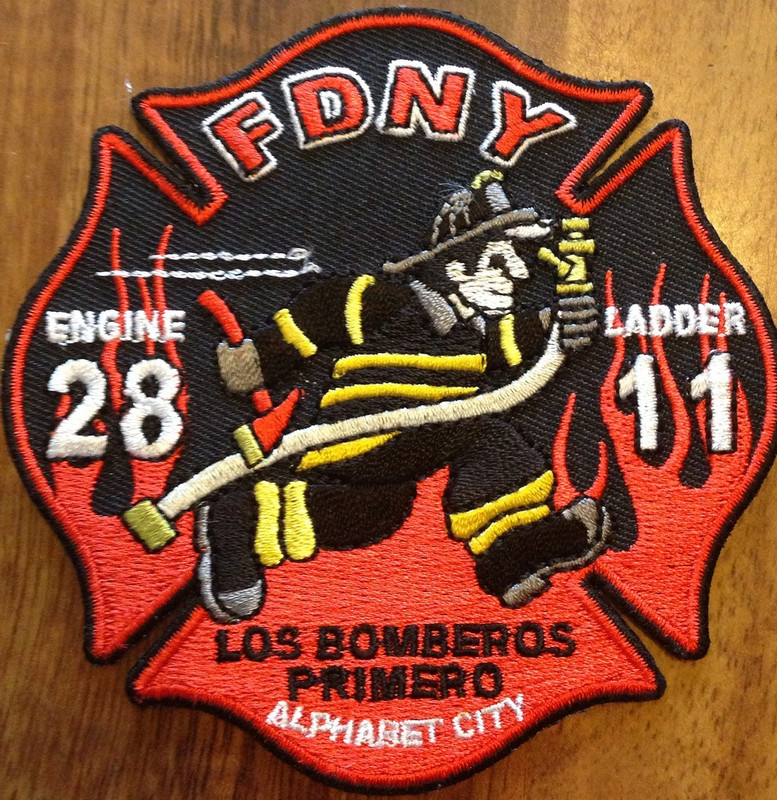 FDNY
ENGINE
28
LADDER
11
LOS BOMBEROS
PRIMERO
ALPHABET CITY